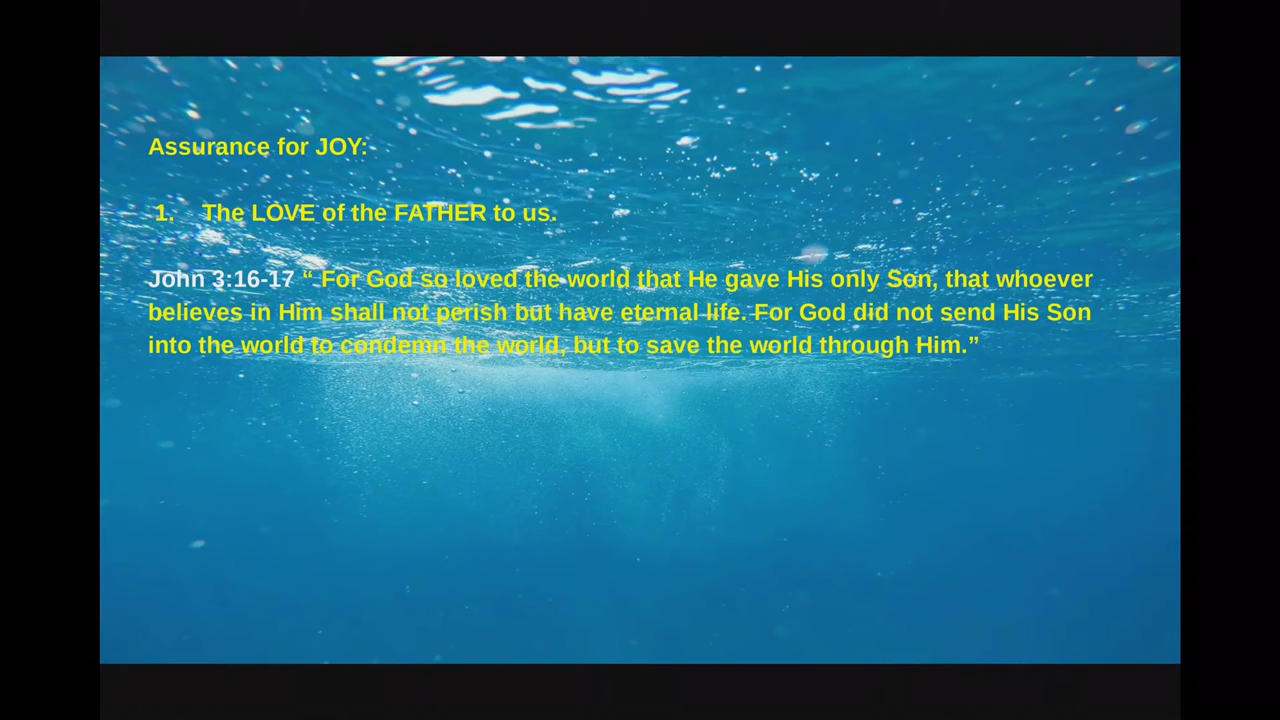 Assurance for JOY:
1. The LOVE of the FATHER to us.
John 3:16-17 “ For God so loved the world that He gave His only Son, that whoever
believes in Him shall not perish but have eternal life. For God did not send His Son
into the world to condemn the world, but to save the world through Him.”